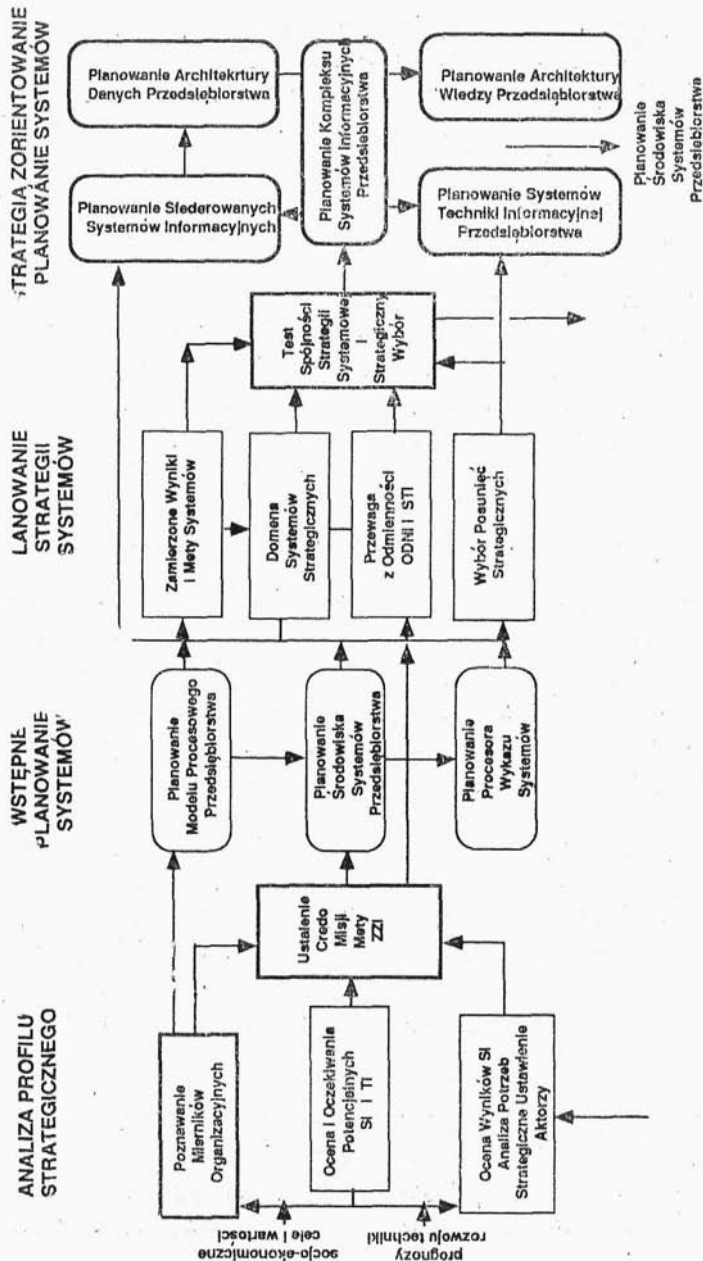 ANALIZA PROFILU
STRATEGICZNEGO
WSTĘPNE
PLANOWANIE
SYSTEMÓW
LANOWANIE
STRATEGII
SYSTEMÓW
STRATEGIĄ ZORIENTOWANE
PLANOWANIE SYSTEMÓW
socjo-ekonomiczne
cele i wartości
prognozy
rozwoju techniki
Poznawanie
Mierników
Organizacyjnych
Ocena i Oczekiwania
Potencjalnych
SI i TI
Ocena Wyników SI
Analiza Potrzeb
Strategiczne Ustawienie
Aktorzy
Ustalenie
Credo
Misji
Mety
ZZI
Planowanie
Modelu Procesowego
Przedsiębiorstwa
Planowanie
Środowiska
Systemów
Przedsiębiorstwa
Planowanie
Procesora
Wykazu
Systemów
Zamierzone Wyniki
i Mety Systemów
Domena
Systemów
Strategicznych
Przewaga
z Odmienności
ODNI i STI
Wybór Posunięć
Strategicznych
Test
Spójności
Strategii
Systemowej
i
Strategiczny
Wybór
Planowanie Sfederowanych
Systemów Informacyjnych
Planowanie Architekrtury
Danych Przedsiębiorstwa
Planowanie Kompleksu
Systemów Informacyjnych
Przedsiębiorstwa
Planowanie Systemów
Techniki Informacyjnej
Przedsiębiorstwa
Planowanie Architektury
Wiedzy Przedsiębiorstwa
Planowanie
Środowiska
Systemów
Przedsiębiorstwa